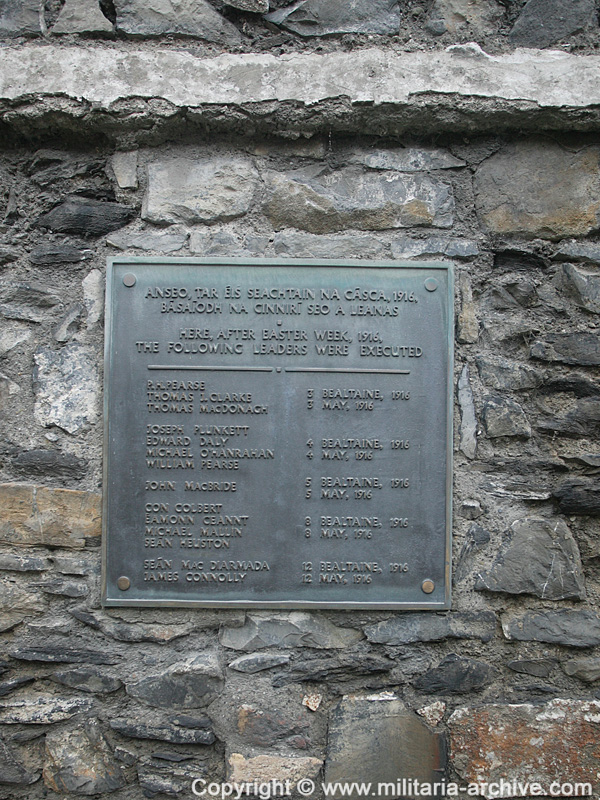 ANSEO, TAR ÉIS SEACHTAIN NA CÁSCA, 1916,
BÁSAÍODH NA CINNIRÍ SEO A LEANAS
HERE, AFTER EASTER WEEK, 1916,
THE FOLLOWING LEADERS WERE EXECUTED
P.H. PEARSE
THOMAS J. CLARKE 3 BEALTAINE, 1916
THOMAS MACDONAGH 3 MAY, 1916
JOSEPH PLUNKETT
EDWARD DALY 4 BEALTAINE, 1916
MICHAEL O'HANRAHAN 4 MAY, 1916
WILLIAM PEARSE
JOHN MACBRIDE 5 BEALTAINE, 1916
5 MAY, 1916
CON COLBERT
ÉAMONN CEANNT 8 BEALTAINE, 1916
MICHAEL MALLIN 8 MAY, 1916
SEÁN HEUSTON
SEÁN MAC DIARMADA 12 BEALTAINE, 1916
JAMES CONNOLLY 12 MAY, 1916
Copyright © www.militaria-archive.com